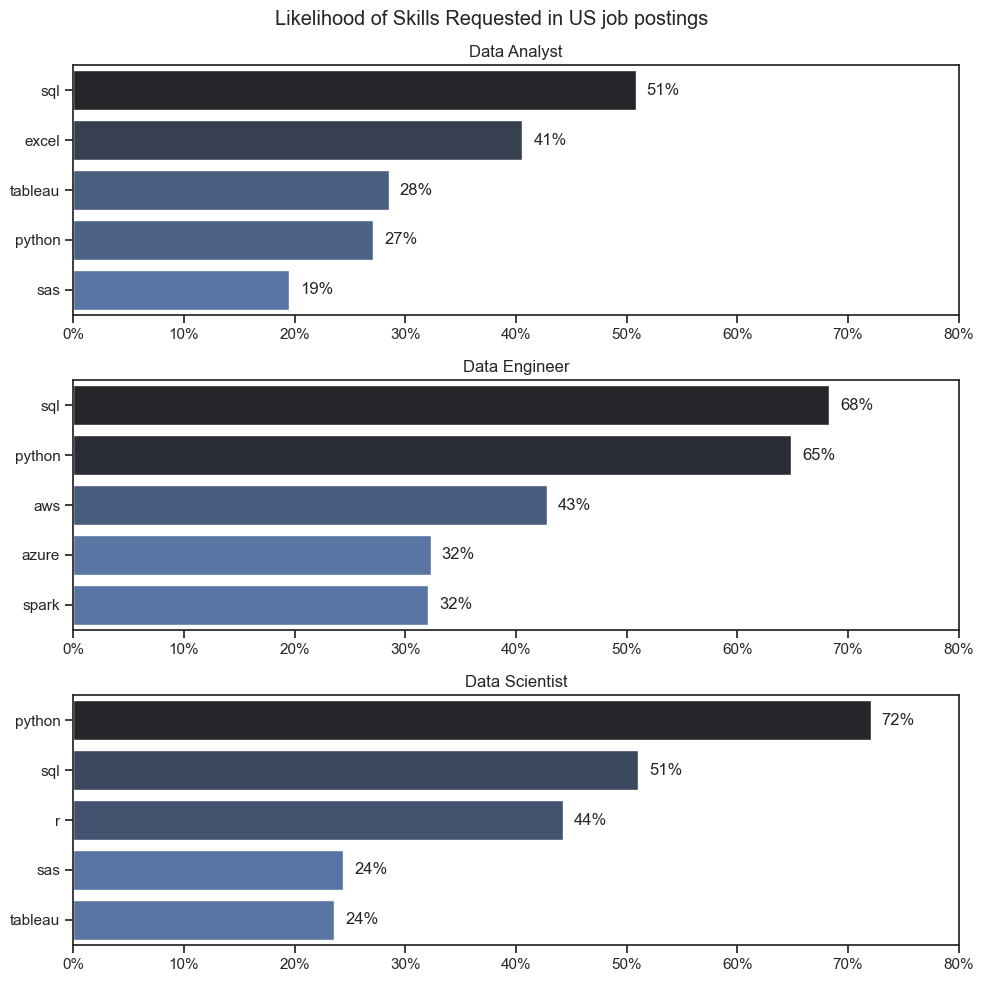 Likelihood of Skills Requested in US job postings
Data Analyst
sql 51%
excel 41%
tableau 28%
python 27%
sas 19%
0% 10% 20% 30% 40% 50% 60% 70% 80%
Data Engineer
sql 68%
python 65%
aws 43%
azure 32%
spark 32%
0% 10% 20% 30% 40% 50% 60% 70% 80%
Data Scientist
python 72%
sql 51%
r 44%
sas 24%
tableau 24%
0% 10% 20% 30% 40% 50% 60% 70% 80%